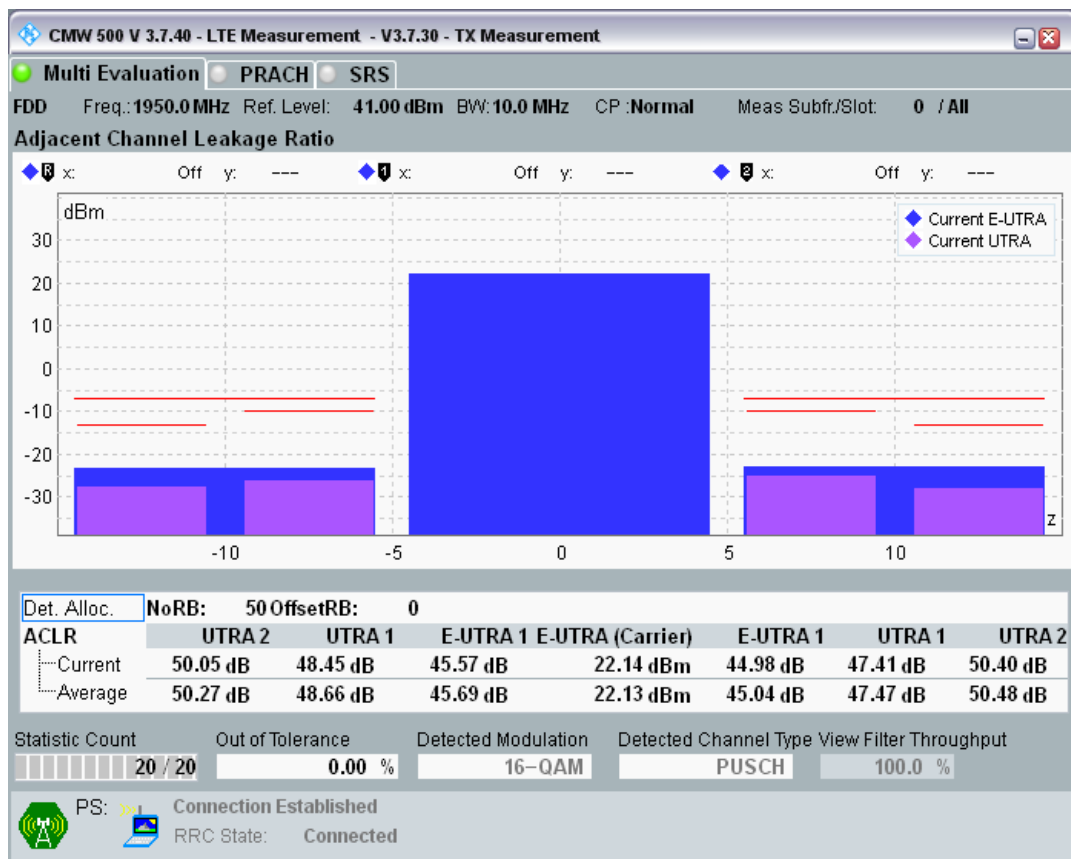 CMW 500 V 3.7.40 - LTE Measurement - V3.7.30 - TX Measurement
Multi Evaluation PRACH SRS
FDD Freq.: 1950.0 MHz Ref. Level: 41.00 dBm BW: 10.0 MHz CP :Normal Meas Subfr./Slot: 0 / All
Adjacent Channel Leakage Ratio
R x: Off y: --- 1 x: Off y: --- 2 x: Off y: ---
dBm
Current E-UTRA
Current UTRA
30
20
10
0
-10
-20
-30
z
-10 -5 0 5 10
Det. Alloc. NoRB: 50 OffsetRB: 0
ACLR UTRA 2 UTRA 1 E-UTRA 1 E-UTRA (Carrier) E-UTRA 1 UTRA 1 UTRA 2
Current 50.05 dB 48.45 dB 45.57 dB 22.14 dBm 44.98 dB 47.41 dB 50.40 dB
Average 50.27 dB 48.66 dB 45.69 dB 22.13 dBm 45.04 dB 47.47 dB 50.48 dB
Statistic Count Out of Tolerance Detected Modulation Detected Channel Type View Filter Throughput
20 / 20 0.00 % 16-QAM PUSCH 100.0 %
PS: Connection Established
RRC State: Connected